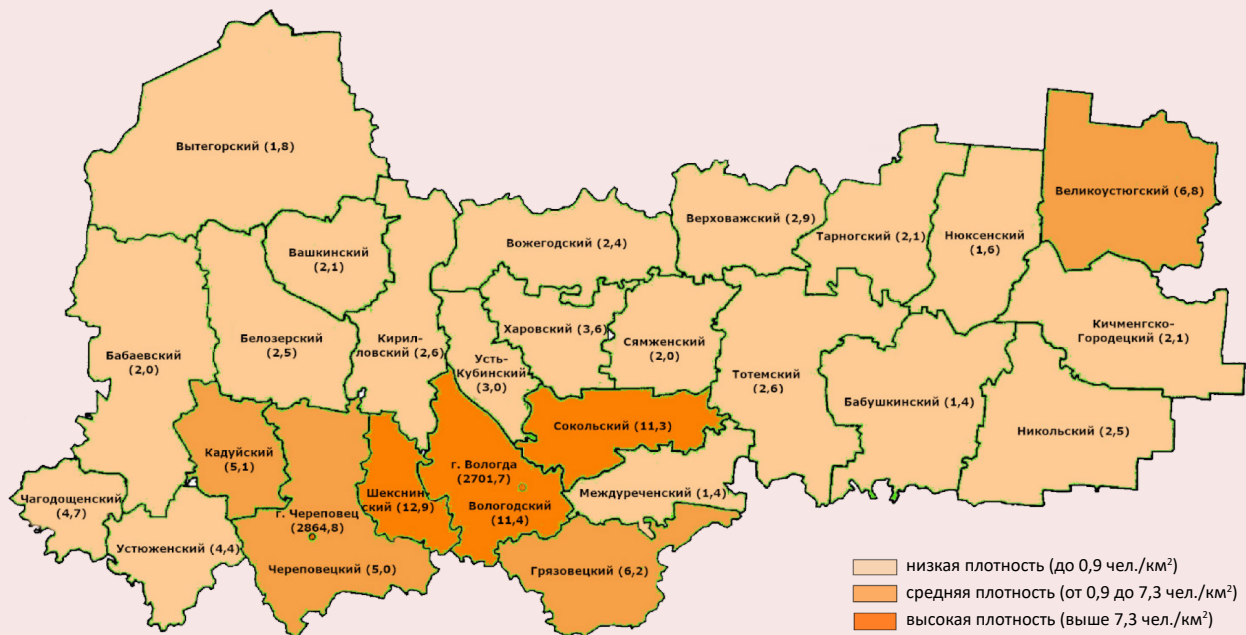 Вытегорский (1,8)
Великоустюгский (6,8)
Верховажский (2,9)
Тарногский (2,1)
Нюксенский
(1,6)
Вашкинский
(2,1)
Вожегодский (2,4)
Бабаевский
(2,0)
Белозерский
(2,5)
Кирил-
ловский (2,6)
Усть-
Кубинский
(3,0)
Харовский (3,6)
Сямженский
(2,0)
Тотемский
(2,6)
Кичменгско-
Городецкий (2,1)
Бабушкинский (1,4)
Никольский (2,5)
Сокольский (11,3)
Кадуйский
(5,1)
г. Вологда
(2701,7)
Вологодский
(11,4)
Шекснин-
ский (12,9)
Междуреченский (1,4)
Чагодощенский
(4,7)
г. Череповец
(2864,8)
Устюженский (4,4)
Череповецкий (5,0)
Грязовецкий (6,2)
низкая плотность (до 0,9 чел./км²)
средняя плотность (от 0,9 до 7,3 чел./км²)
высокая плотность (выше 7,3 чел./км²)